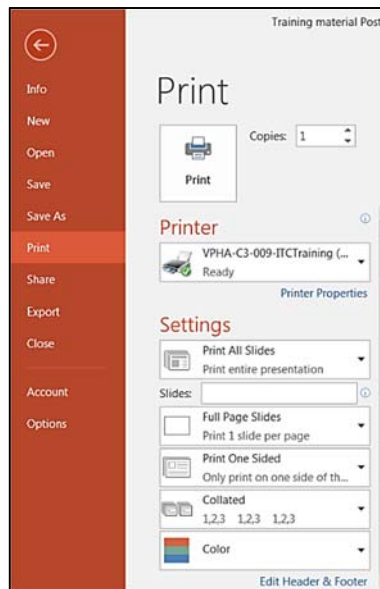 Training material Post
Info
New
Open
Save
Save As
Print
Share
Export
Close
Account
Options
Print
Print
Copies: 1
Printer
VPHA-C3-009-ITCTraining (...
Ready
Printer Properties
Settings
Print All Slides
Print entire presentation
Slides:
Full Page Slides
Print 1 slide per page
Print One Sided
Only print on one side of th...
Collated
1,2,3 1,2,3 1,2,3
Color
Edit Header & Footer